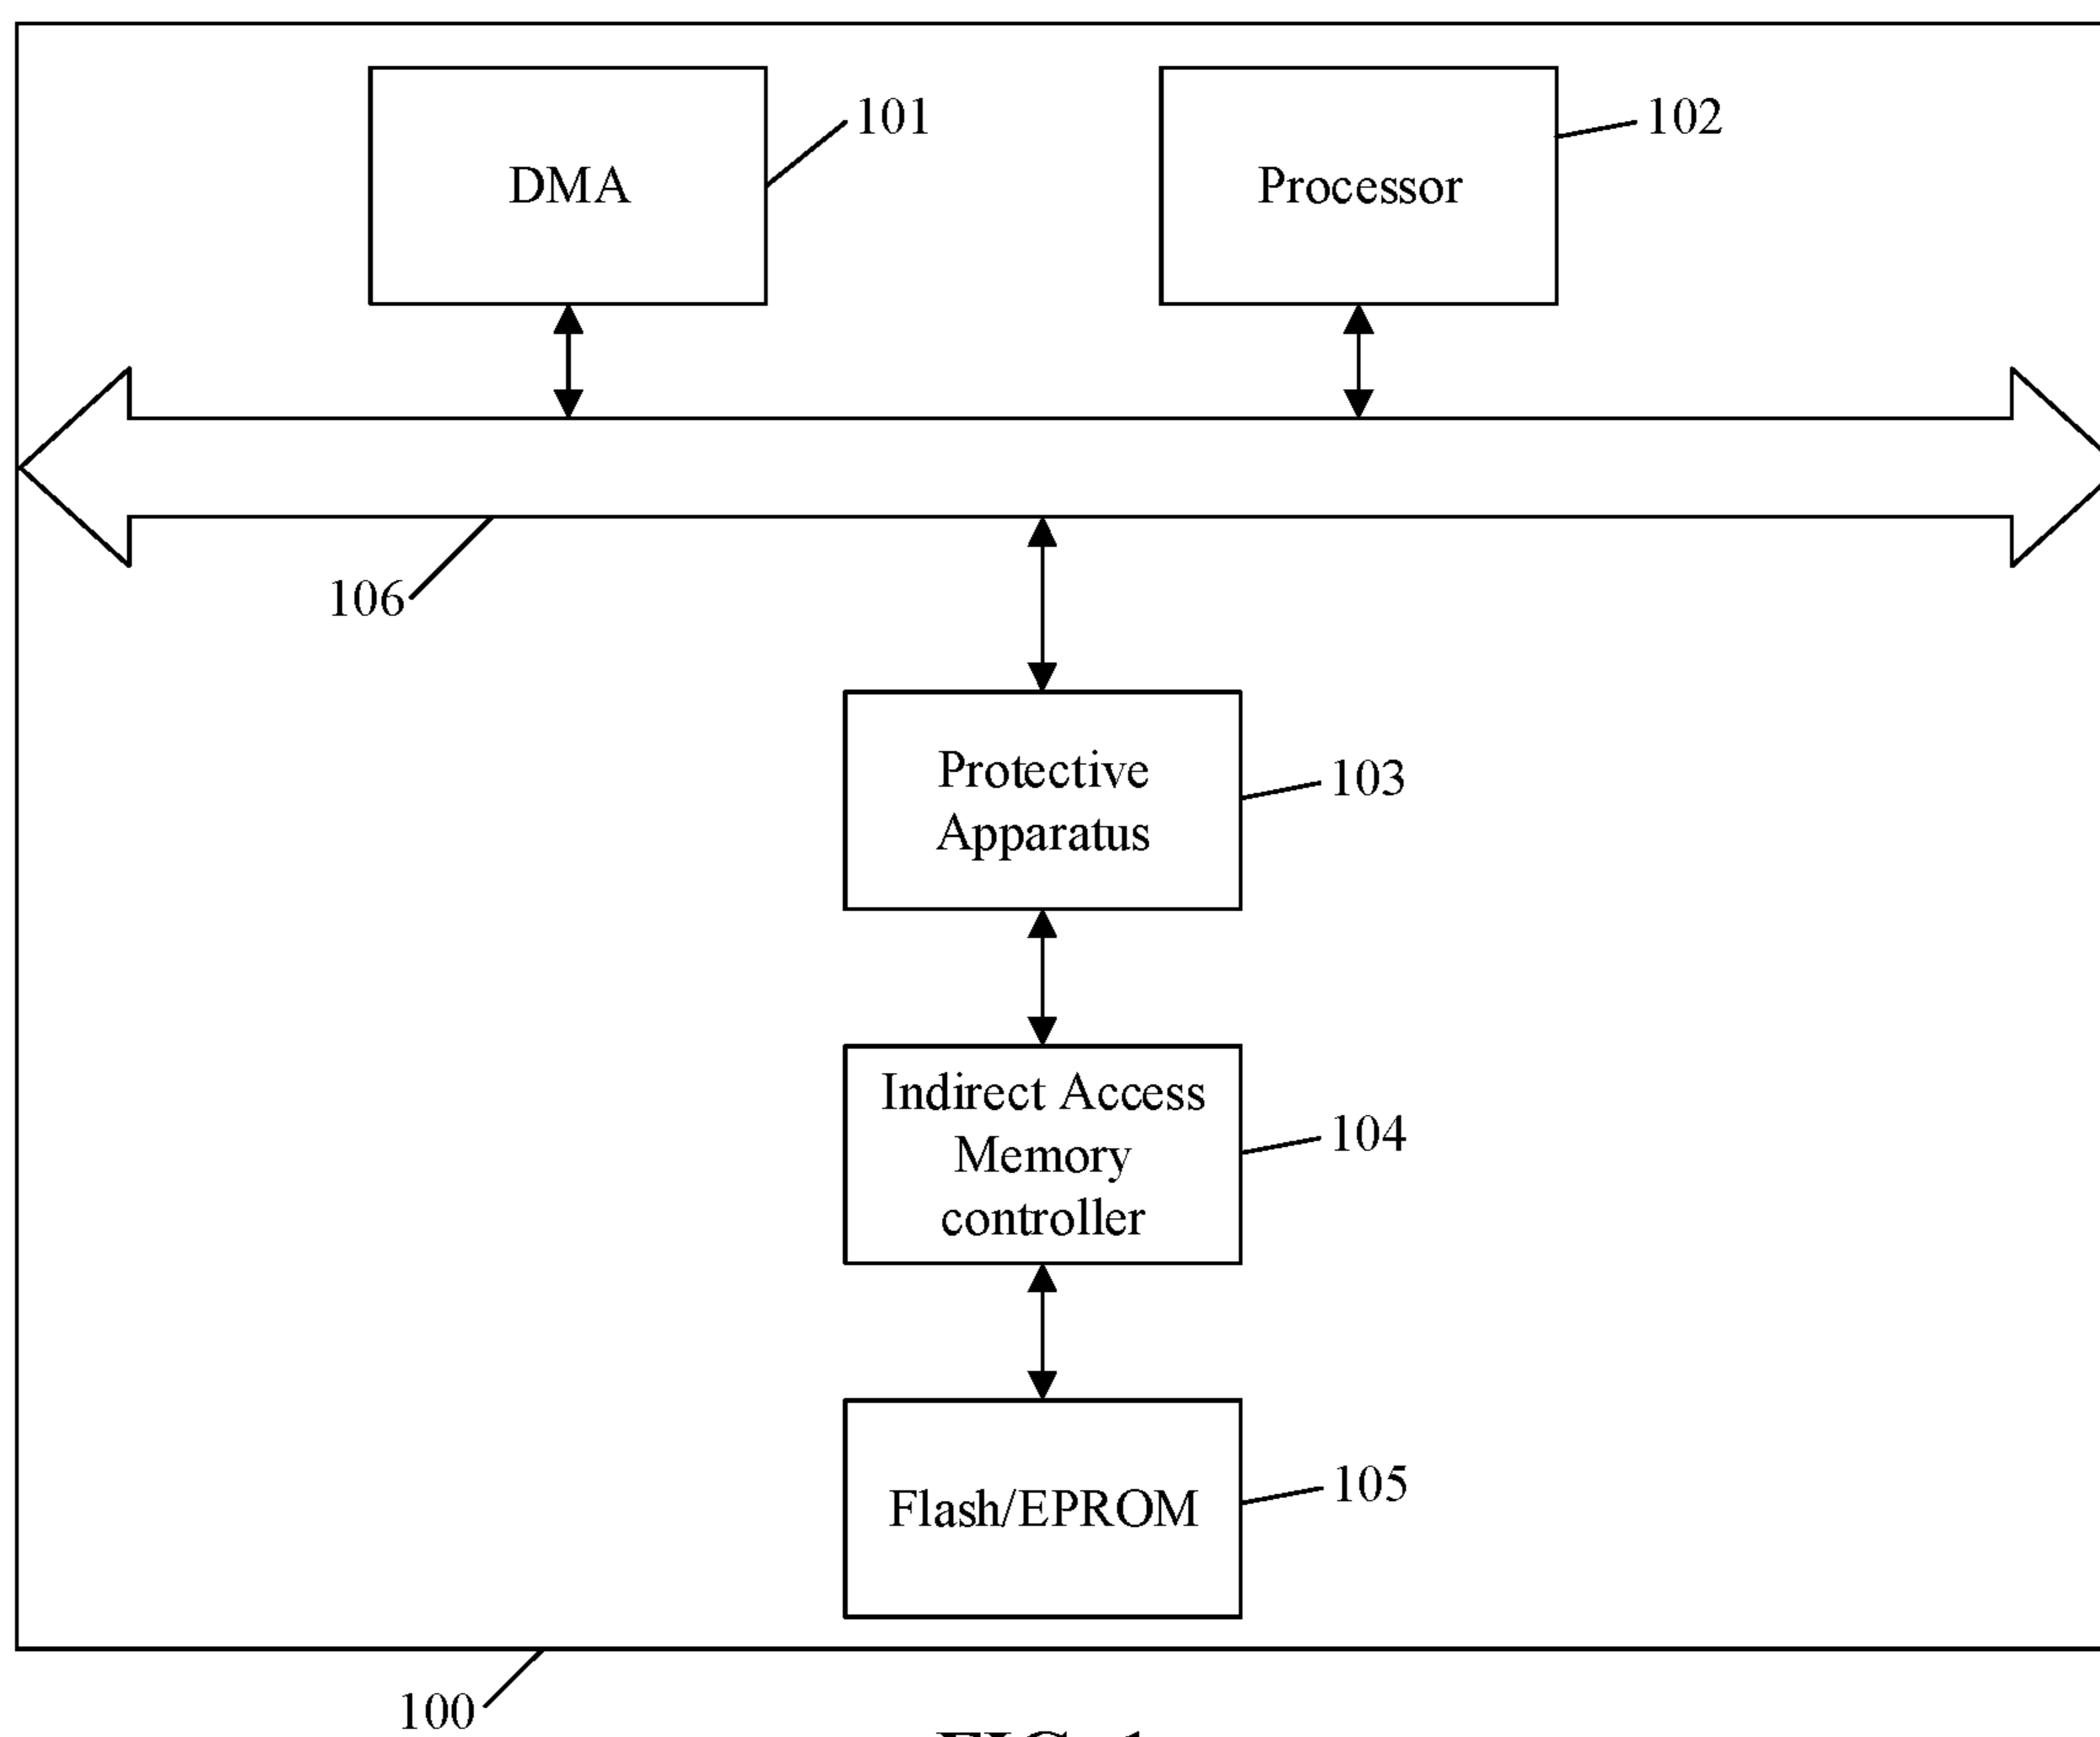 101
102
DMA
Processor
106
Protective
Apparatus
103
Indirect Access
Memory
controller
104
Flash/EPROM
105
100